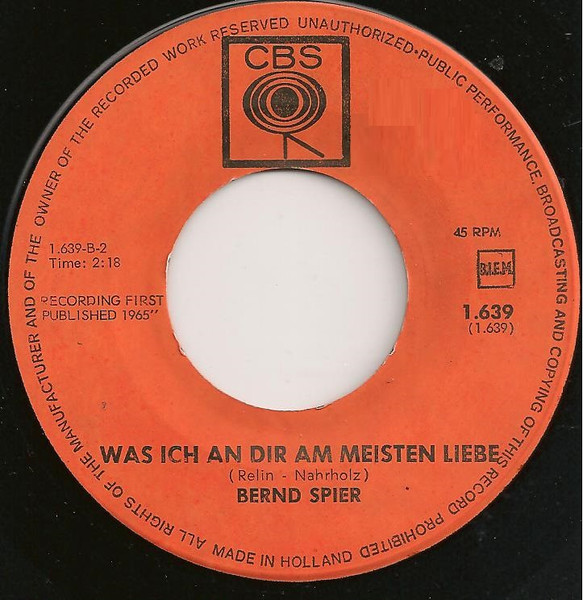 ALL RIGHTS OF THE MANUFACTURER AND OF THE OWNER OF THE RECORDED WORK RESERVED UNAUTHORIZED·PUBLIC PERFORMANCE, BROADCASTING AND COPYING OF THIS RECORD PROHIBITED
CBS
1.639-B-2
Time: 2:18
RECORDING FIRST
PUBLISHED 1965"
45 RPM
B.I.E.M
1.639
(1.639)
WAS ICH AN DIR AM MEISTEN LIEBE
(Relin - Nahrholz)
BERND SPIER
MADE IN HOLLAND